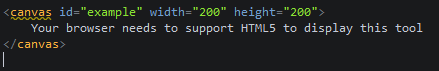 <canvas id="example" width="200" height="200">
Your browser needs to support HTML5 to display this tool
</canvas>